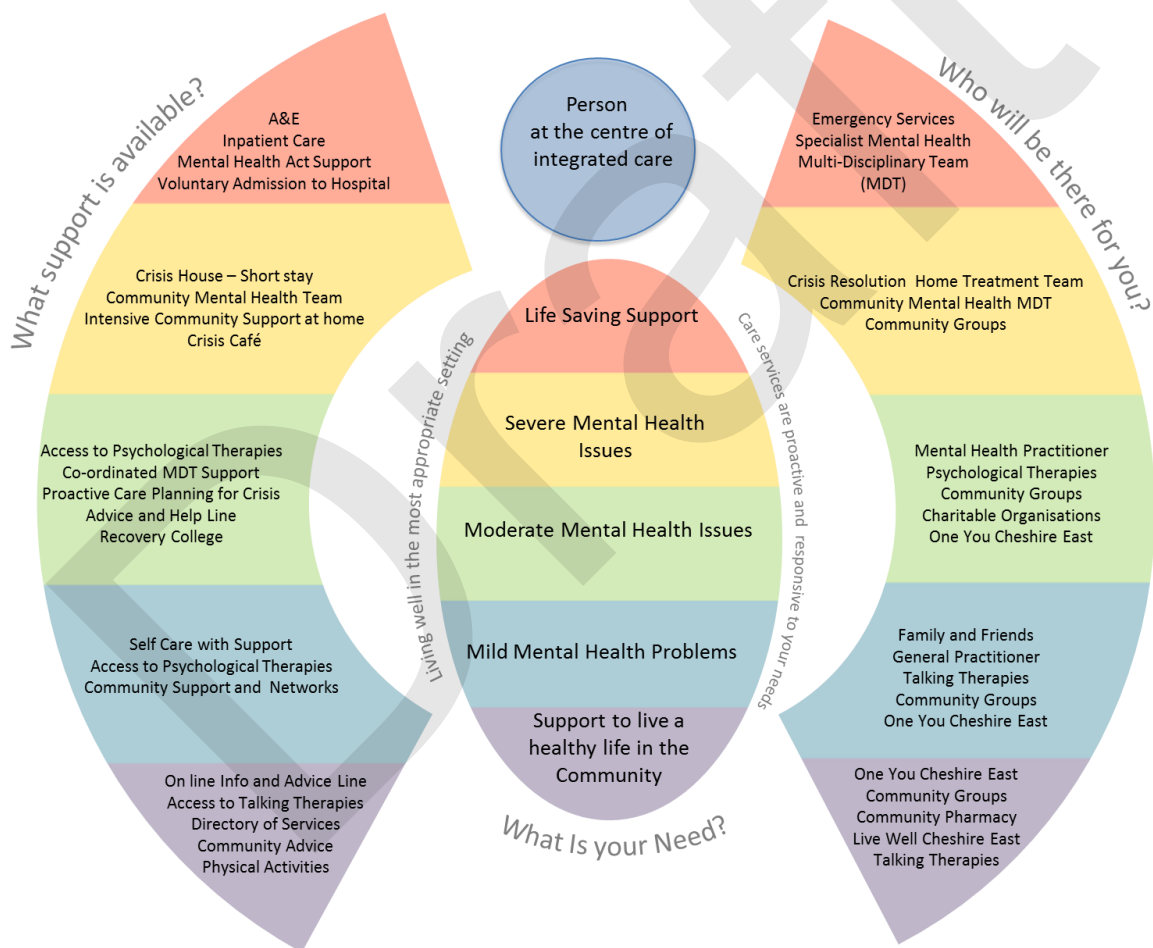 What support is available?
A&E
Inpatient Care
Mental Health Act Support
Voluntary Admission to Hospital
Crisis House – Short stay
Community Mental Health Team
Intensive Community Support at home
Crisis Café
Access to Psychological Therapies
Co-ordinated MDT Support
Proactive Care Planning for Crisis
Advice and Help Line
Recovery College
Self Care with Support
Access to Psychological Therapies
Community Support and Networks
On line Info and Advice Line
Access to Talking Therapies
Directory of Services
Community Advice
Physical Activities
Person
at the centre of
integrated care
Living well in the most appropriate setting
Life Saving Support
Severe Mental Health
Issues
Moderate Mental Health Issues
Mild Mental Health Problems
Support to live a
healthy life in the
Community
What Is your Need?
Care services are proactive and responsive to your needs
Who will be there for you?
Emergency Services
Specialist Mental Health
Multi-Disciplinary Team
(MDT)
Crisis Resolution Home Treatment Team
Community Mental Health MDT
Community Groups
Mental Health Practitioner
Psychological Therapies
Community Groups
Charitable Organisations
One You Cheshire East
Family and Friends
General Practitioner
Talking Therapies
Community Groups
One You Cheshire East
One You Cheshire East
Community Groups
Community Pharmacy
Live Well Cheshire East
Talking Therapies
Draft